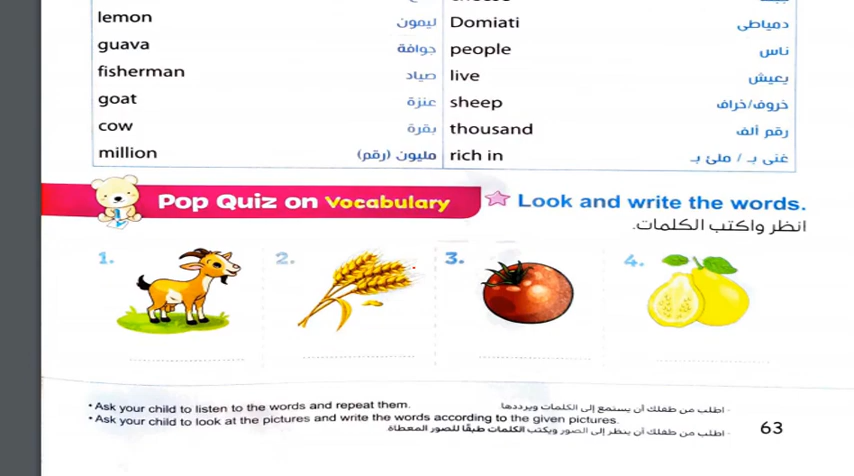 lemon ليمون
Domiati دمياطى
guava جوافة
people ناس
fisherman صياد
live يعيش
goat عنزة
sheep خروف/خراف
cow بقرة
thousand رقم ألف
million مليون (رقم)
rich in غنى بـ / ملئ بـ
Pop Quiz on Vocabulary
Look and write the words.
انظر واكتب الكلمات.
1. 2. 3. 4.
• Ask your child to listen to the words and repeat them.
· اطلب من طفلك أن يستمع إلى الكلمات ويرددها
• Ask your child to look at the pictures and write the words according to the given pictures.
· اطلب من طفلك أن ينظر إلى الصور ويكتب الكلمات طبقًا للصور المعطاة
63